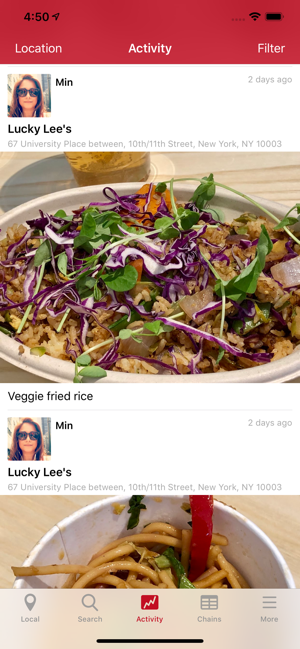 4:50
Location Activity Filter
Min 2 days ago
Lucky Lee's
67 University Place between, 10th/11th Street, New York, NY 10003
Veggie fried rice
Min 2 days ago
Lucky Lee's
67 University Place between, 10th/11th Street, New York, NY 10003
Local Search Activity Chains More